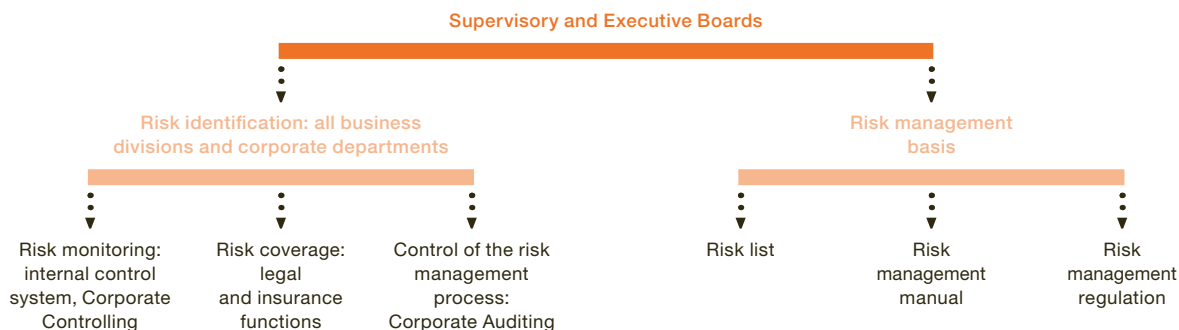 Supervisory and Executive Boards
Risk identification: all business
divisions and corporate departments
Risk management
basis
Risk monitoring:
internal control
system, Corporate
Controlling
Risk coverage:
legal
and insurance
functions
Control of the risk
management
process:
Corporate Auditing
Risk list
Risk
management
manual
Risk
management
regulation